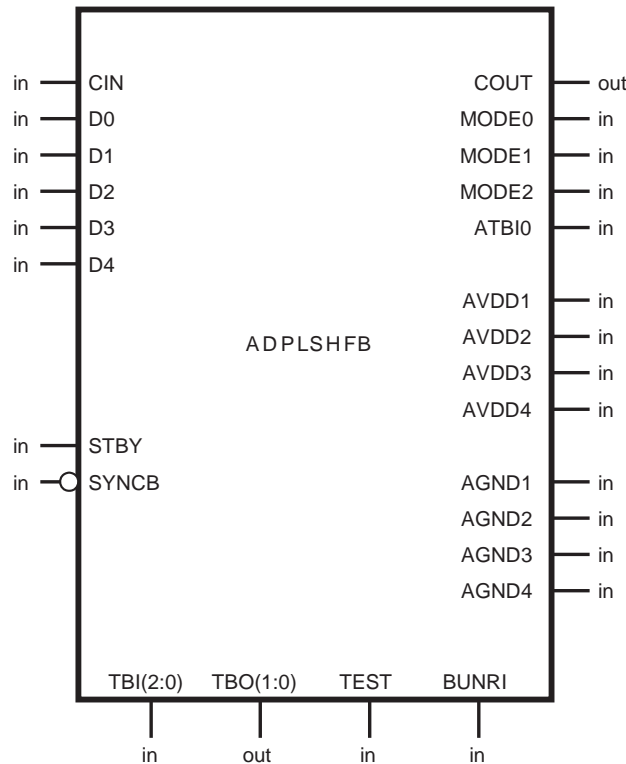 in CIN COUT out
in D0 MODE0 in
in D1 MODE1 in
in D2 MODE2 in
in D3 ATBI0 in
in D4
AVDD1 in
AVDD2 in
ADPLSHFB
AVDD3 in
AVDD4 in
in STBY
in SYNCB AGND1 in
AGND2 in
AGND3 in
AGND4 in
TBI(2:0) TBO(1:0) TEST BUNRI
in out in in